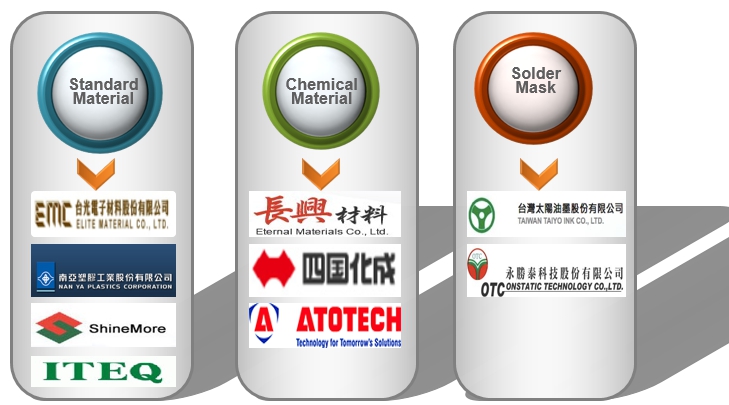 Standard
Material
EMC 台光電子材料股份有限公司
ELITE MATERIAL CO., LTD.
南亞塑膠工業股份有限公司
NAN YA PLASTICS CORPORATION
ShineMore
ITEQ
Chemical
Material
長興材料
Eternal Materials Co., Ltd.
四国化成
ATOTECH
Technology for Tomorrow's Solutions
Solder
Mask
台灣太陽油墨股份有限公司
TAIWAN TAIYO INK CO., LTD.
OTC
永勝泰科技股份有限公司
OTC ONSTATIC TECHNOLOGY CO.,LTD.